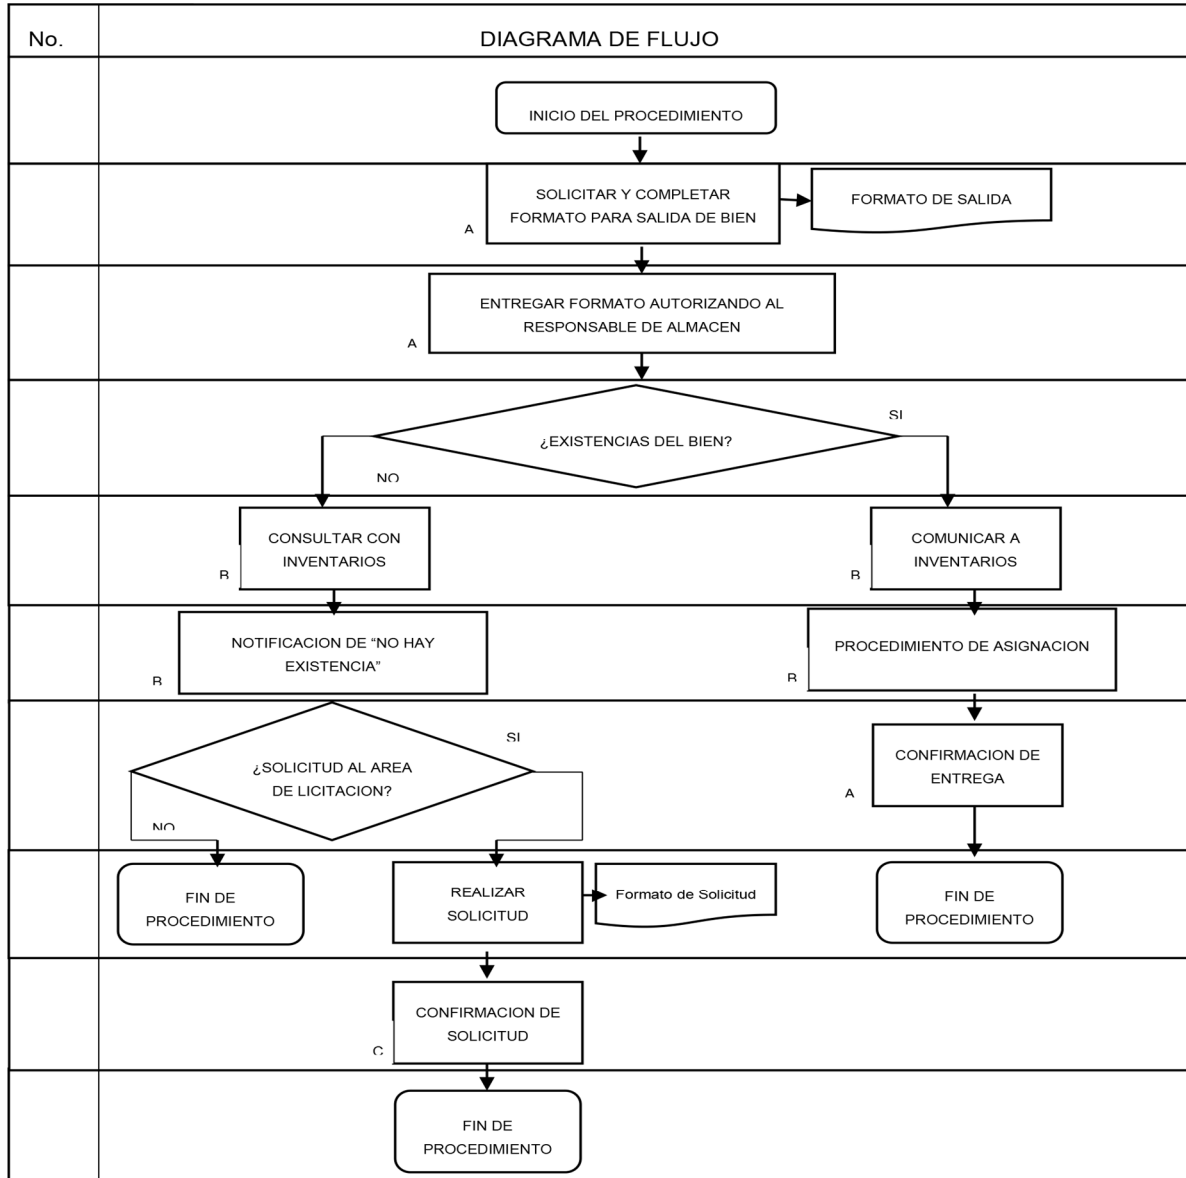 No.
DIAGRAMA DE FLUJO
INICIO DEL PROCEDIMIENTO
SOLICITAR Y COMPLETAR
FORMATO PARA SALIDA DE BIEN
A
FORMATO DE SALIDA
ENTREGAR FORMATO AUTORIZANDO AL
RESPONSABLE DE ALMACEN
A
¿EXISTENCIAS DEL BIEN?
SI
NO
CONSULTAR CON
INVENTARIOS
B
COMUNICAR A
INVENTARIOS
B
NOTIFICACION DE “NO HAY
EXISTENCIA”
B
PROCEDIMIENTO DE ASIGNACION
B
¿SOLICITUD AL AREA
DE LICITACION?
SI
NO
CONFIRMACION DE
ENTREGA
A
FIN DE
PROCEDIMIENTO
REALIZAR
SOLICITUD
Formato de Solicitud
FIN DE
PROCEDIMIENTO
CONFIRMACION DE
SOLICITUD
C
FIN DE
PROCEDIMIENTO